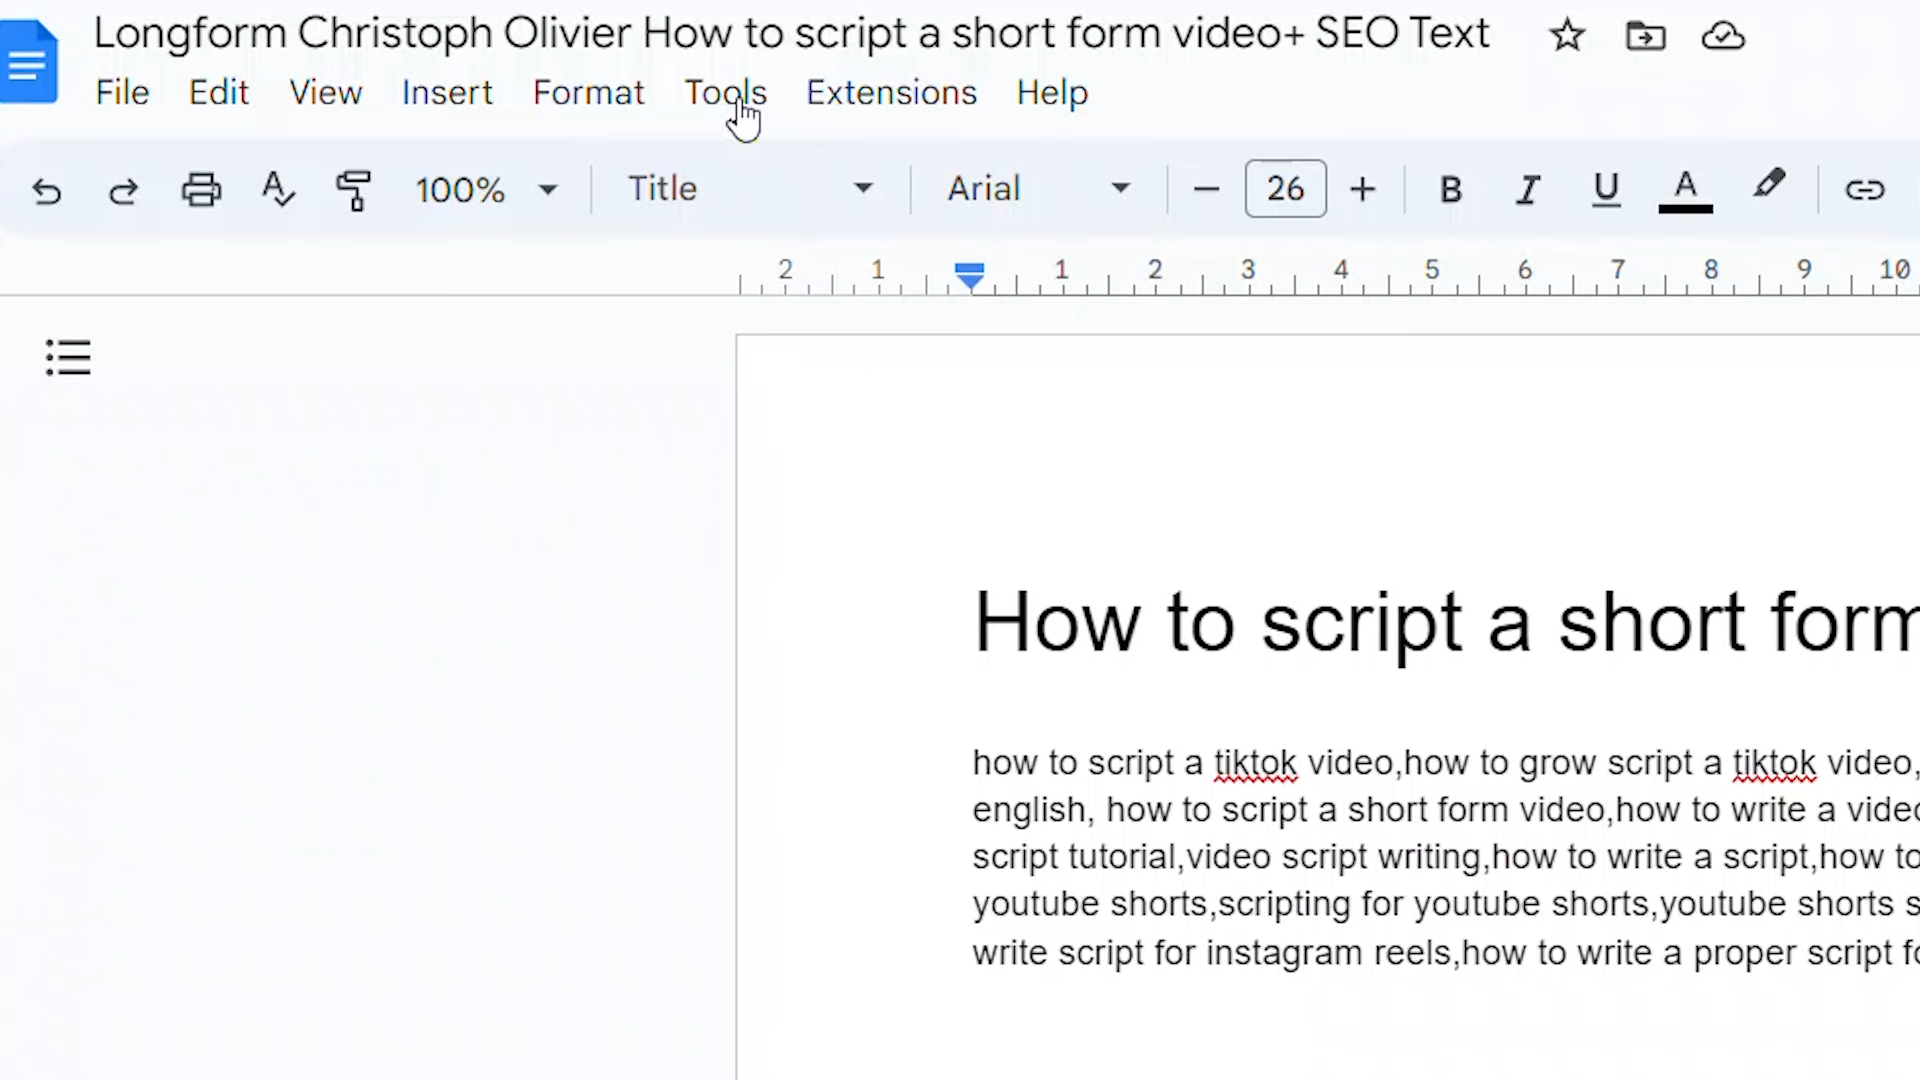 Longform Christoph Olivier How to script a short form video+ SEO Text
File Edit View Insert Format Tools Extensions Help
100% Title Arial 26 B I U A
2 1 1 2 3 4 5 6 7 8 9 10
How to script a short form
how to script a tiktok video,how to grow script a tiktok video,
english, how to script a short form video,how to write a video
script tutorial,video script writing,how to write a script,how to
youtube shorts,scripting for youtube shorts,youtube shorts s
write script for instagram reels,how to write a proper script fo